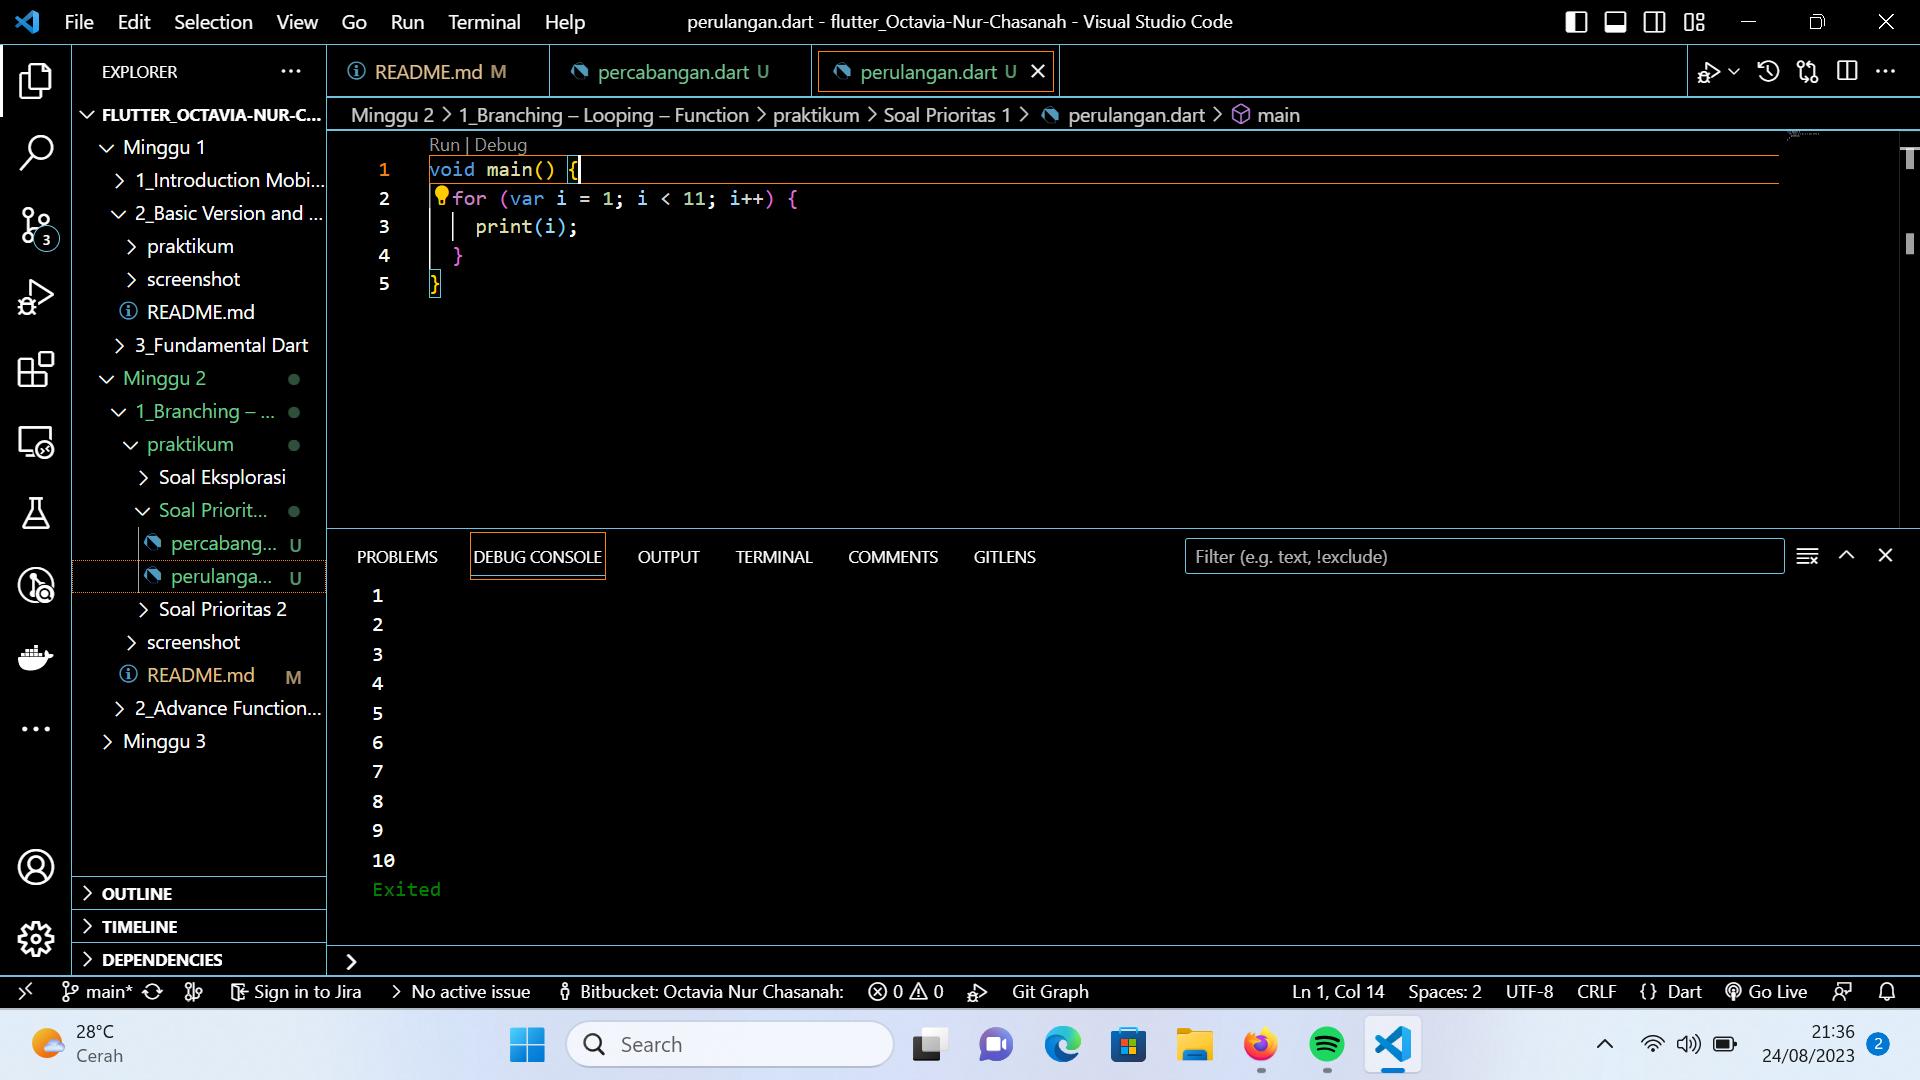 File Edit Selection View Go Run Terminal Help
perulangan.dart - flutter_Octavia-Nur-Chasanah - Visual Studio Code
EXPLORER
FLUTTER_OCTAVIA-NUR-C...
Minggu 1
1_Introduction Mobi...
2_Basic Version and ...
praktikum
screenshot
README.md
3_Fundamental Dart
Minggu 2
1_Branching – ...
praktikum
Soal Eksplorasi
Soal Priorit...
percabang... U
perulanga... U
Soal Prioritas 2
screenshot
README.md M
2_Advance Function...
Minggu 3
OUTLINE
TIMELINE
DEPENDENCIES
3
README.md M
percabangan.dart U
perulangan.dart U
Minggu 2 > 1_Branching – Looping – Function > praktikum > Soal Prioritas 1 > perulangan.dart > main
Run | Debug
1 void main() {
2 for (var i = 1; i < 11; i++) {
3 print(i);
4 }
5 }
PROBLEMS DEBUG CONSOLE OUTPUT TERMINAL COMMENTS GITLENS
Filter (e.g. text, !exclude)
1
2
3
4
5
6
7
8
9
10
Exited
>
main* Sign in to Jira > No active issue Bitbucket: Octavia Nur Chasanah: 0 0 Git Graph Ln 1, Col 14 Spaces: 2 UTF-8 CRLF {} Dart Go Live
28°C
Cerah
Search
21:36
24/08/2023
2